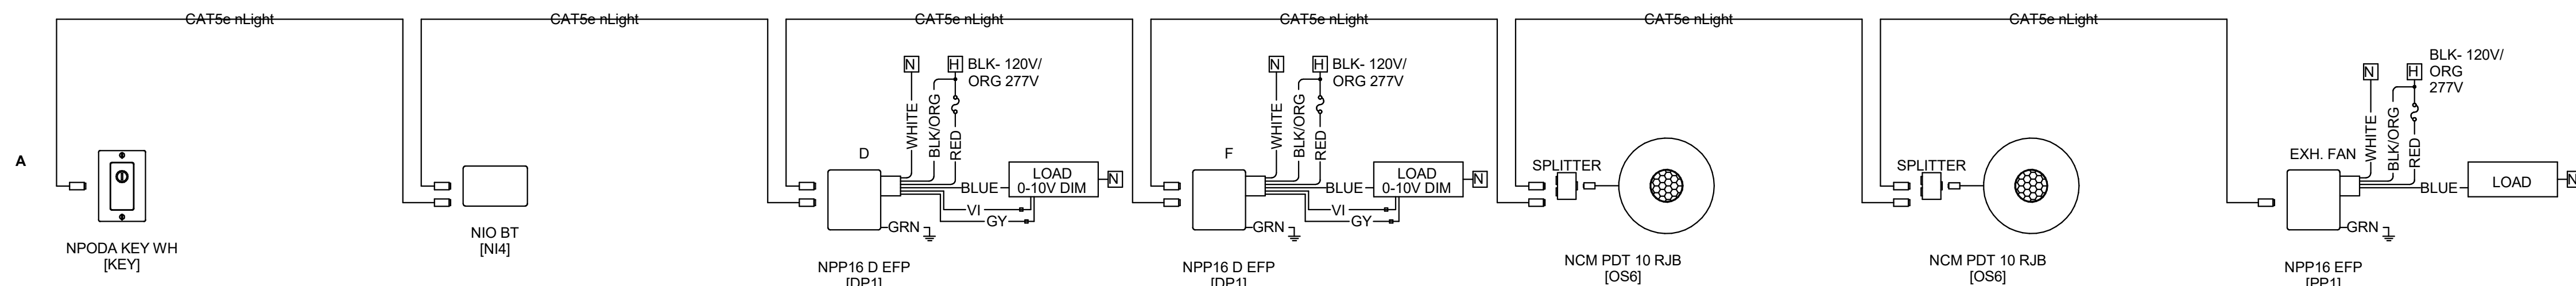 CAT5e nLight
CAT5e nLight
CAT5e nLight
CAT5e nLight
CAT5e nLight
CAT5e nLight
A
NPODA KEY WH
[KEY]
NIO BT
[NI4]
N
H
BLK- 120V/
ORG 277V
WHITE
BLK/ORG
RED
D
LOAD
0-10V DIM
N
BLUE
VI
GY
GRN
NPP16 D EFP
[DP1]
N
H
BLK- 120V/
ORG 277V
WHITE
BLK/ORG
RED
F
LOAD
0-10V DIM
N
BLUE
VI
GY
GRN
NPP16 D EFP
[DP1]
SPLITTER
NCM PDT 10 RJB
[OS6]
SPLITTER
NCM PDT 10 RJB
[OS6]
N
H
BLK- 120V/
ORG
277V
WHITE
BLK/ORG
RED
EXH. FAN
LOAD
N
BLUE
GRN
NPP16 EFP
[PP1]